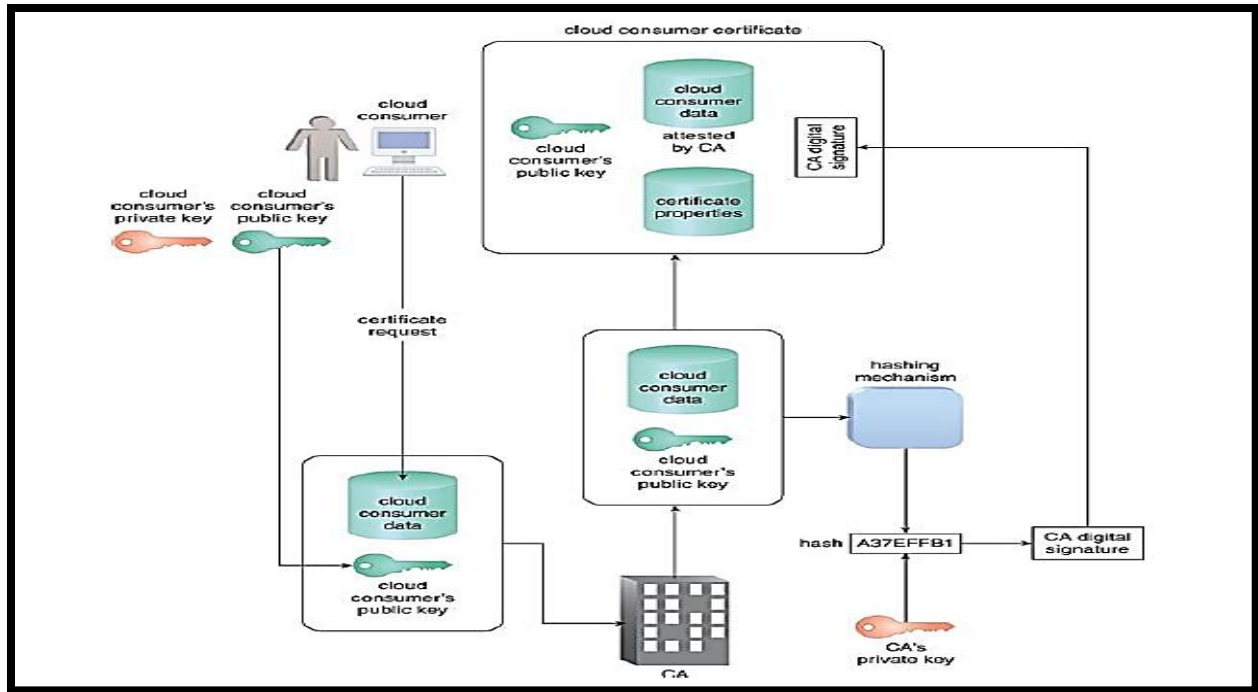 cloud consumer certificate
cloud
consumer
cloud
consumer's
private key
cloud
consumer's
public key
certificate
request
cloud
consumer
data
cloud
consumer's
public key
CA
cloud
consumer
data
attested
by CA
cloud
consumer's
public key
certificate
properties
CA digital
signature
cloud
consumer
data
cloud
consumer's
public key
hashing
mechanism
hash A37EFFB1
CA digital
signature
CA's
private key